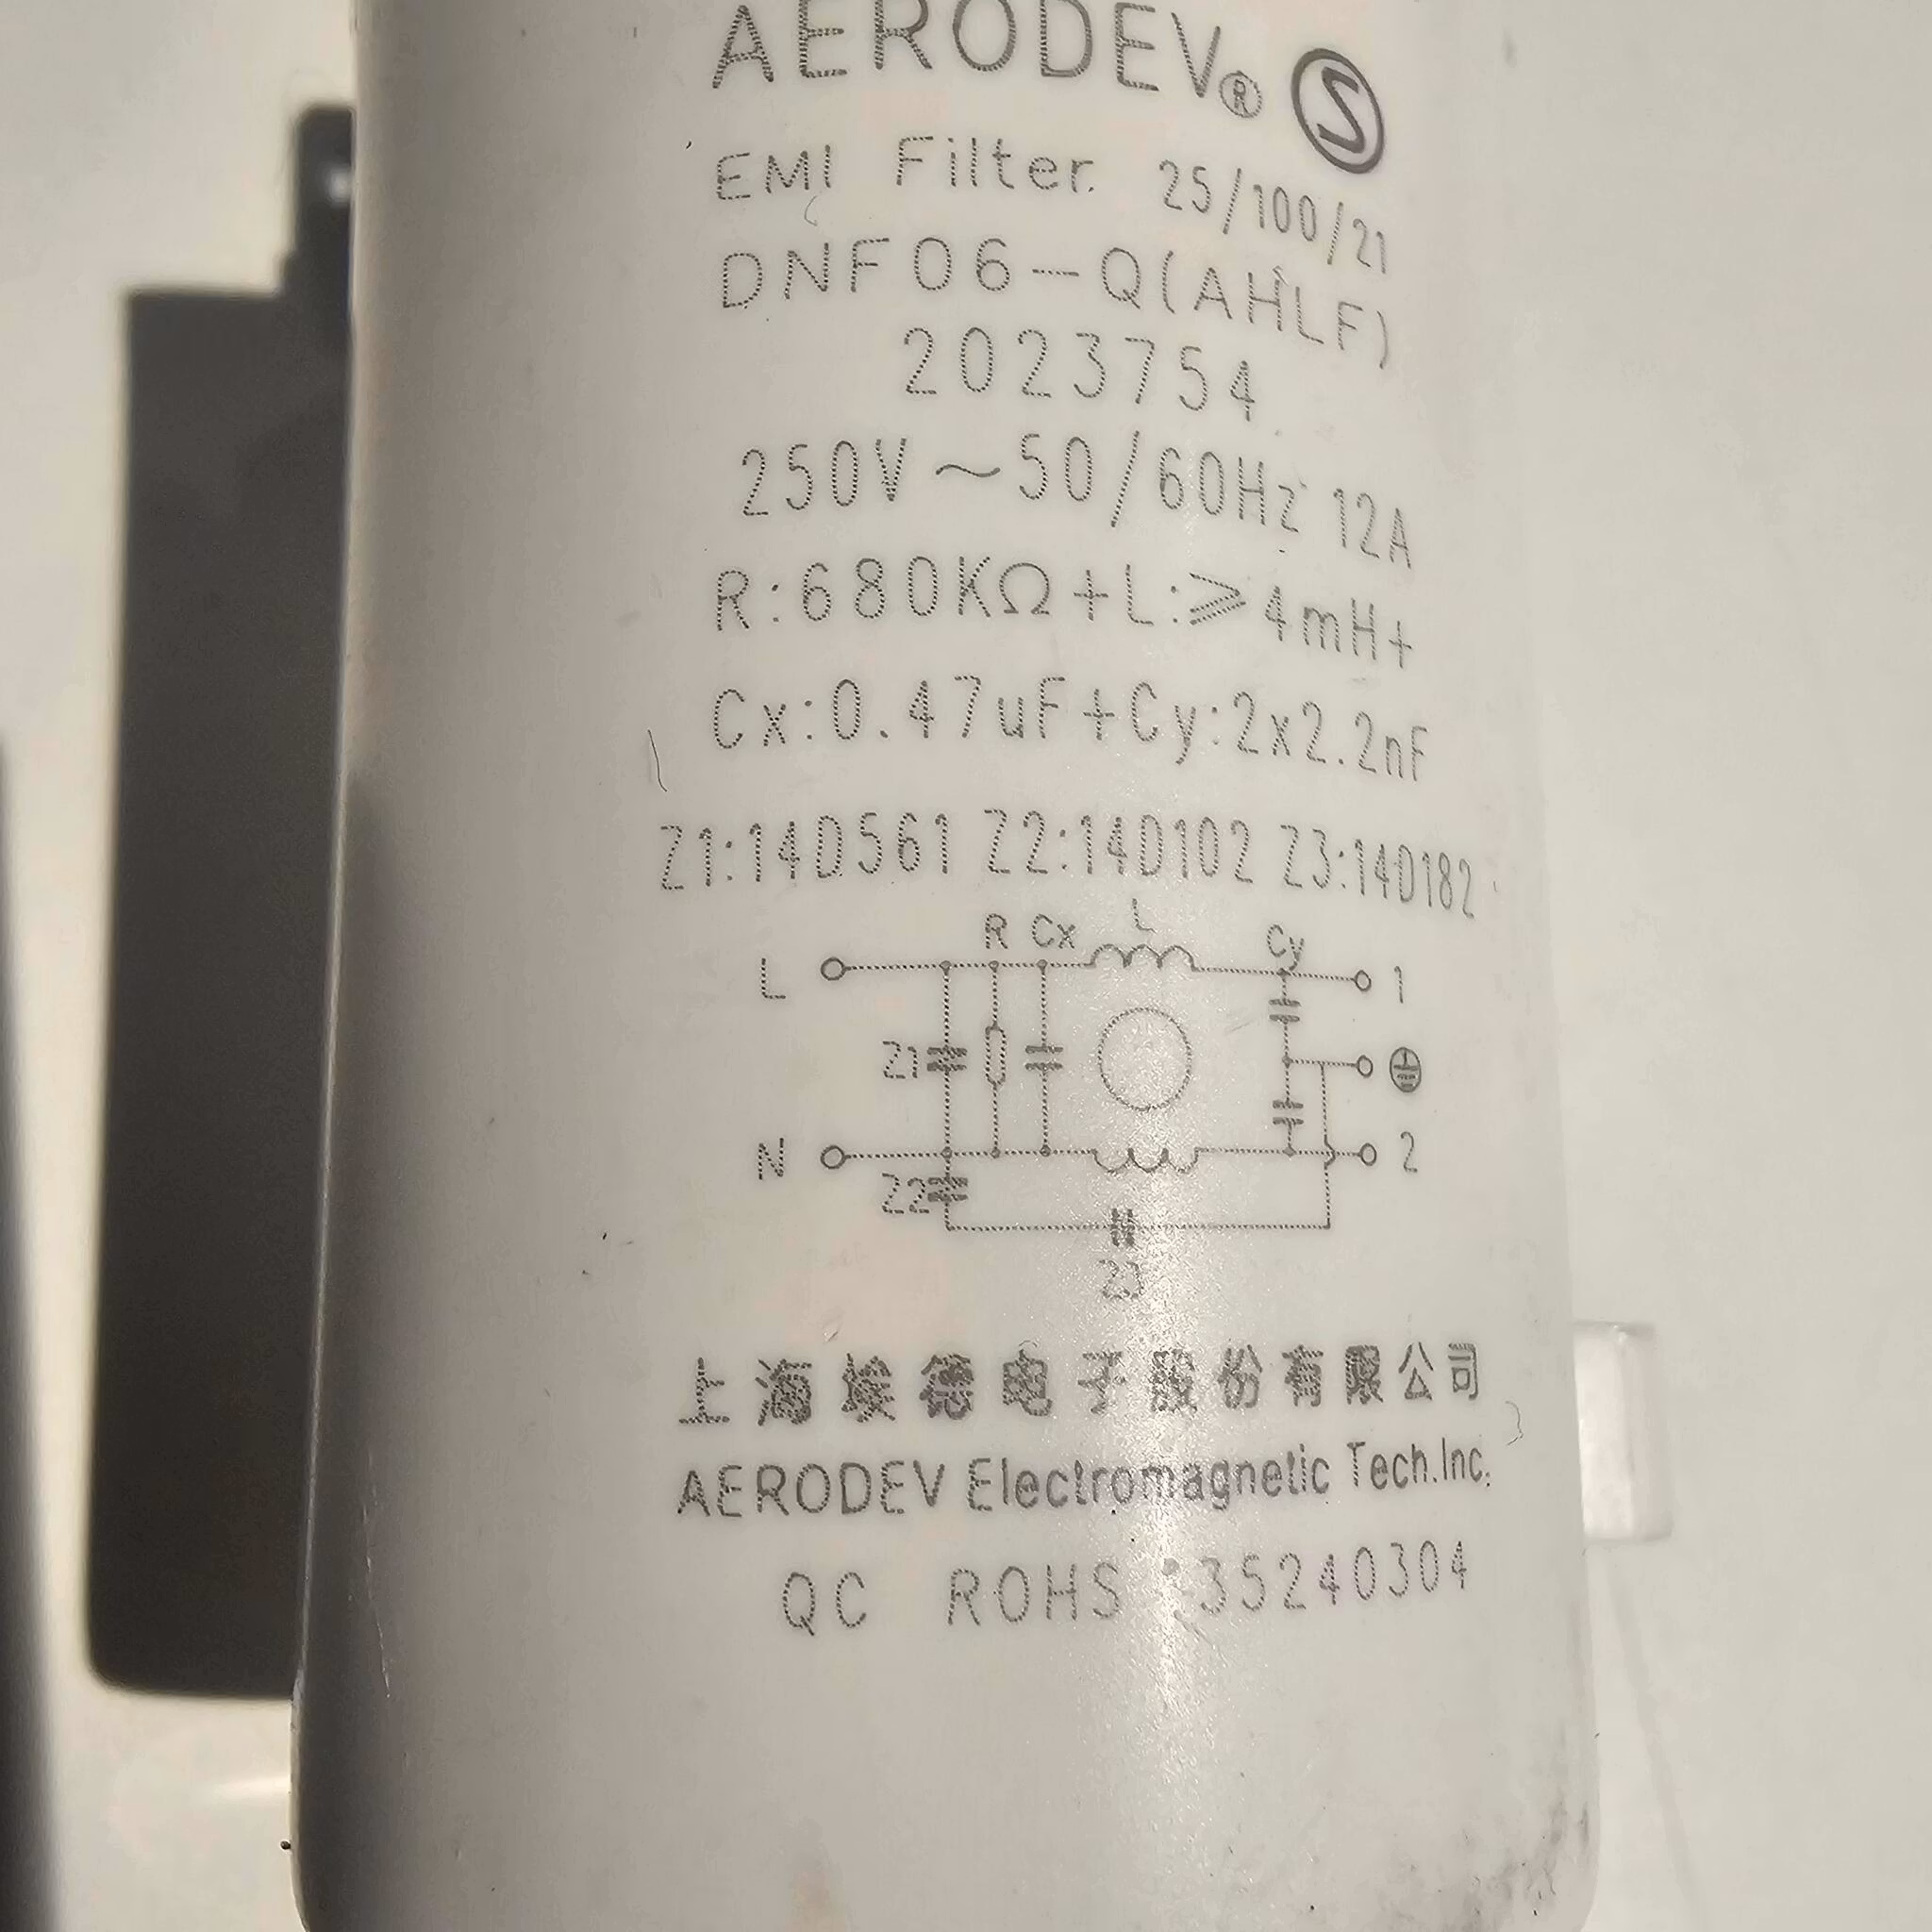 AERODEV® S
EMI Filter. 25/100/21
DNF06-Q(AHLF)
2023754
250V~50/60Hz 12A
R:680KΩ+L:⩾4mH+
Cx:0.47uF+Cy:2x2.2nF
Z1:14D561 Z2:14D102 Z3:14D182
R Cx L Cy
L 1
Z1
N 2
Z2
Z3
上海埃德电子股份有限公司
AERODEV Electromagnetic Tech.Inc.
QC ROHS :35240304